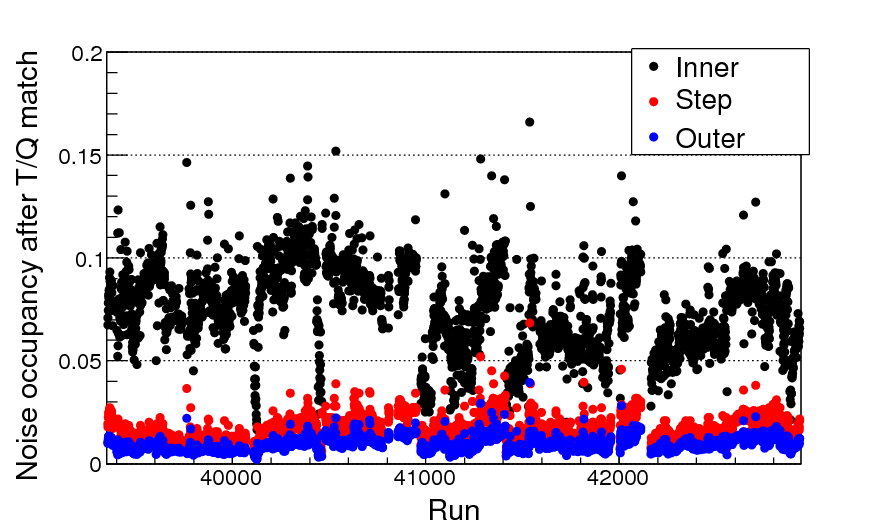 Noise occupancy after T/Q match
0.2
0.15
0.1
0.05
0
Inner
Step
Outer
40000
41000
42000
Run